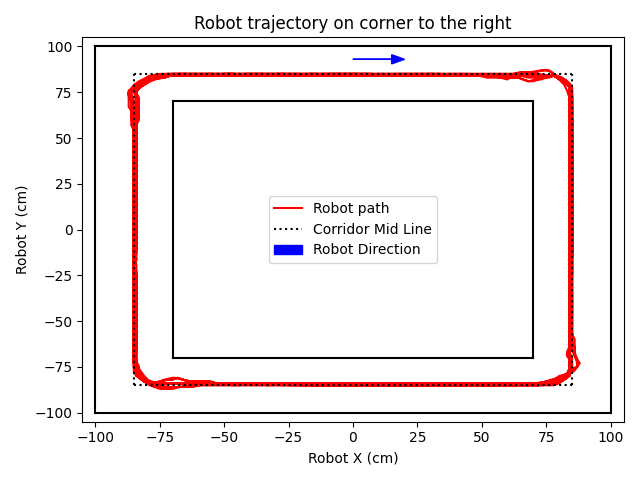 Robot trajectory on corner to the right
100
75
50
25
0
−25
−50
−75
−100
Robot Y (cm)
Robot path
Corridor Mid Line
Robot Direction
−100 −75 −50 −25 0 25 50 75 100
Robot X (cm)